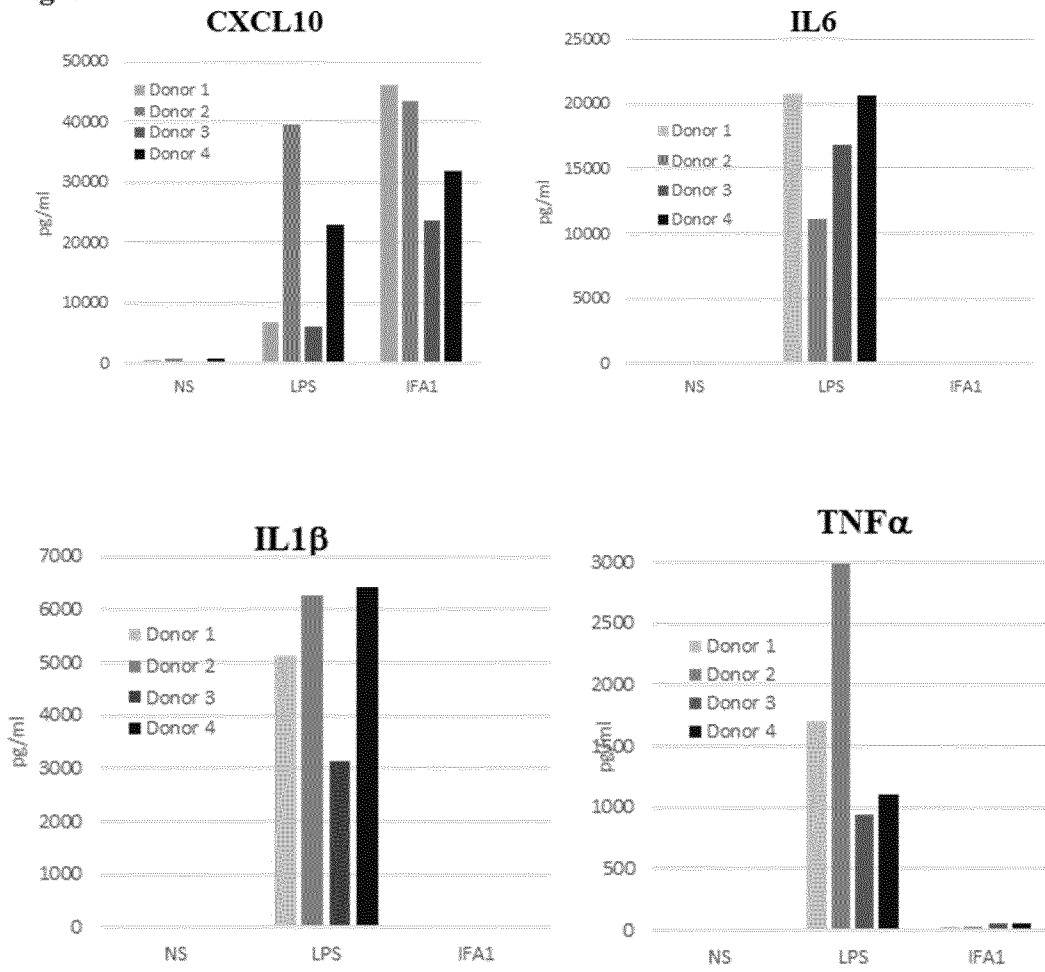 CXCL10
50000
40000
30000
20000
10000
0
pg/ml
Donor 1
Donor 2
Donor 3
Donor 4
NS
LPS
IFA1
IL6
25000
20000
15000
10000
5000
0
pg/ml
Donor 1
Donor 2
Donor 3
Donor 4
NS
LPS
IFA1
IL1β
7000
6000
5000
4000
3000
2000
1000
0
pg/ml
Donor 1
Donor 2
Donor 3
Donor 4
NS
LPS
IFA1
TNFα
3000
2500
2000
1500
1000
500
0
pg/ml
Donor 1
Donor 2
Donor 3
Donor 4
NS
LPS
IFA1